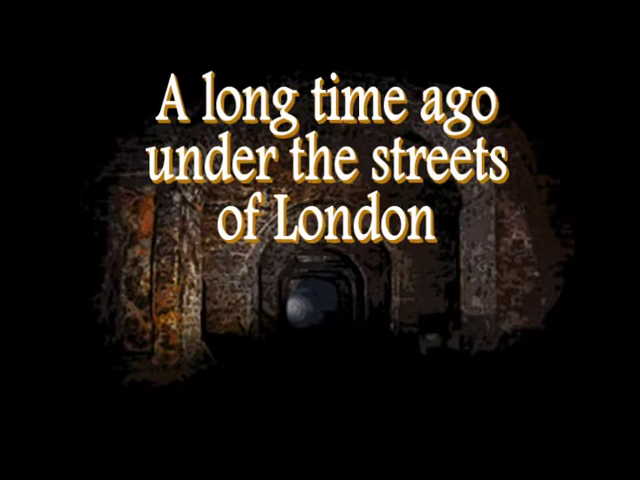 A long time ago
under the streets
of London